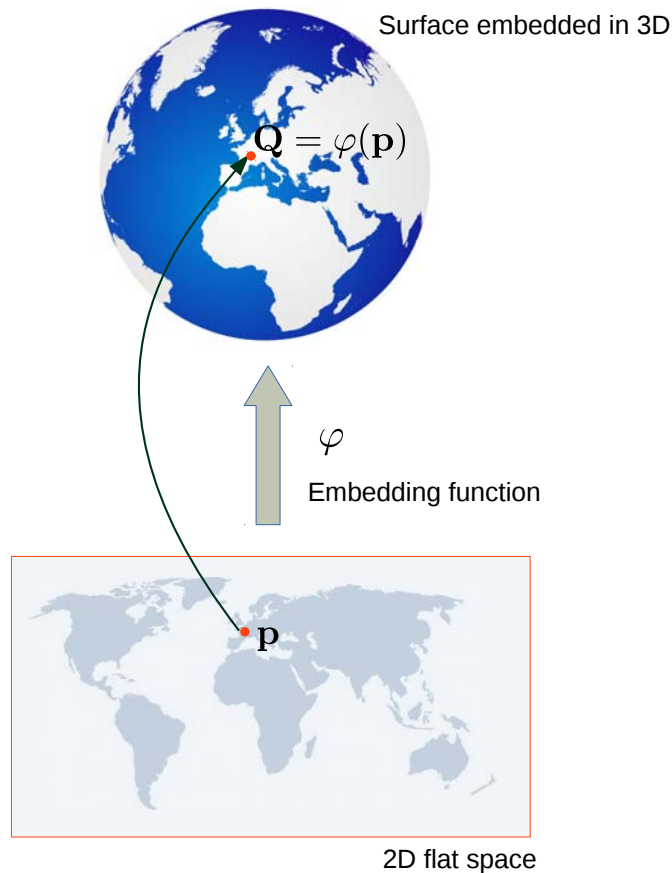 Surface embedded in 3D
Q = φ(p)
φ
Embedding function
p
2D flat space